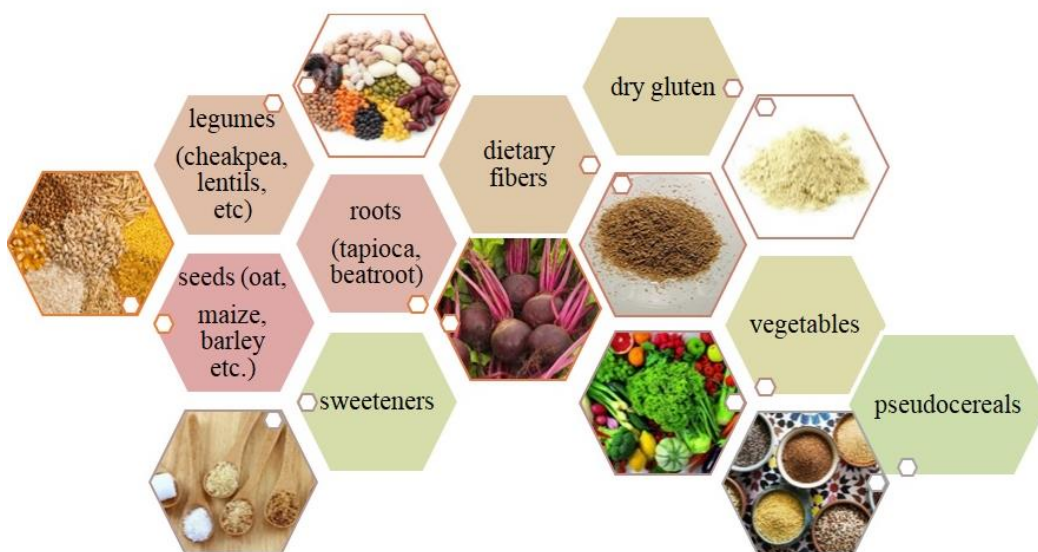 legumes
(cheakpea,
lentils,
etc)
seeds (oat,
maize,
barley
etc.)
roots
(tapioca,
beatroot)
sweeteners
dietary
fibers
dry gluten
vegetables
pseudocereals